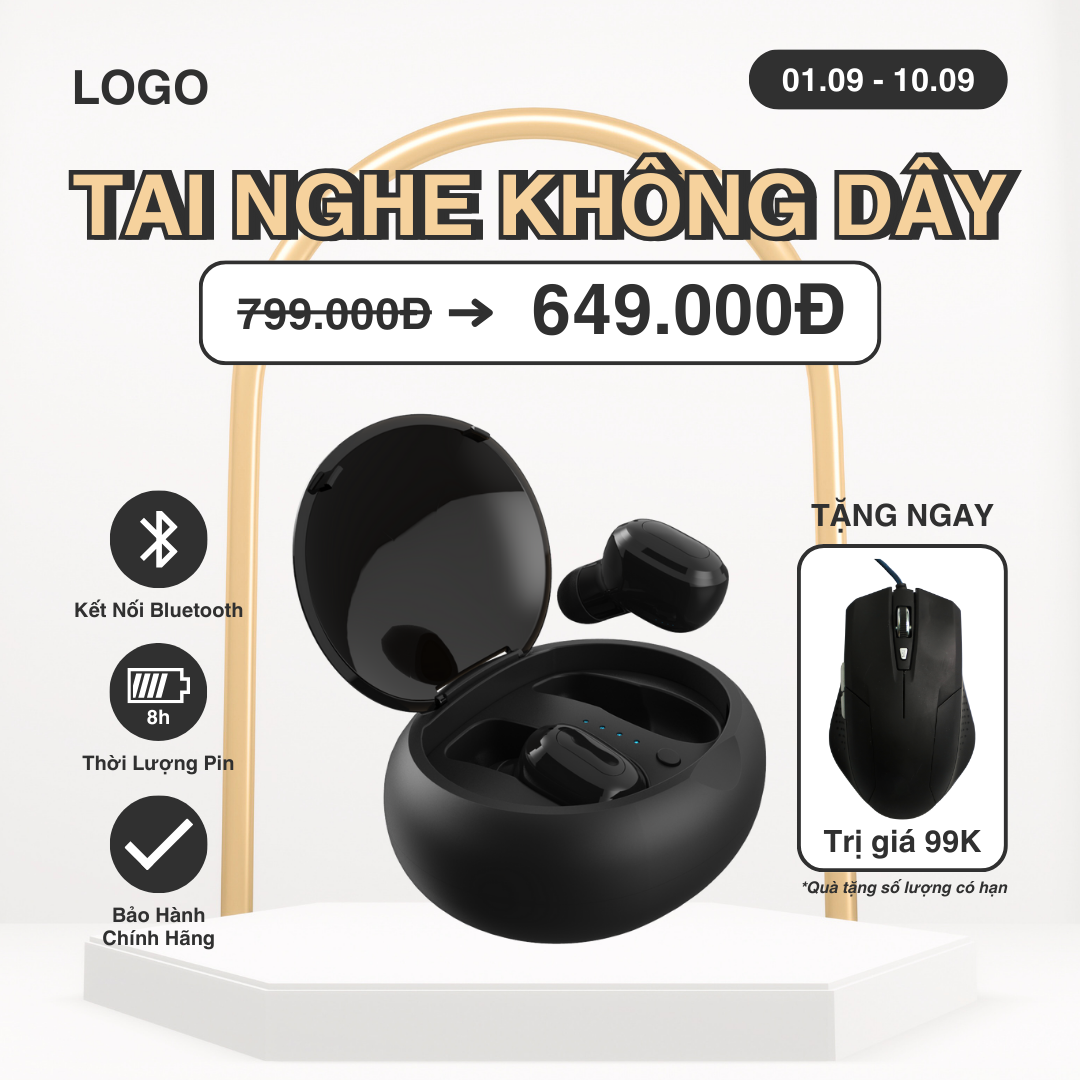 LOGO
01.09 - 10.09
TAI NGHE KHÔNG DÂY
799.000Đ → 649.000Đ
Kết Nối Bluetooth
8h
Thời Lượng Pin
Bảo Hành
Chính Hãng
TẶNG NGAY
Trị giá 99K
*Quà tặng số lượng có hạn